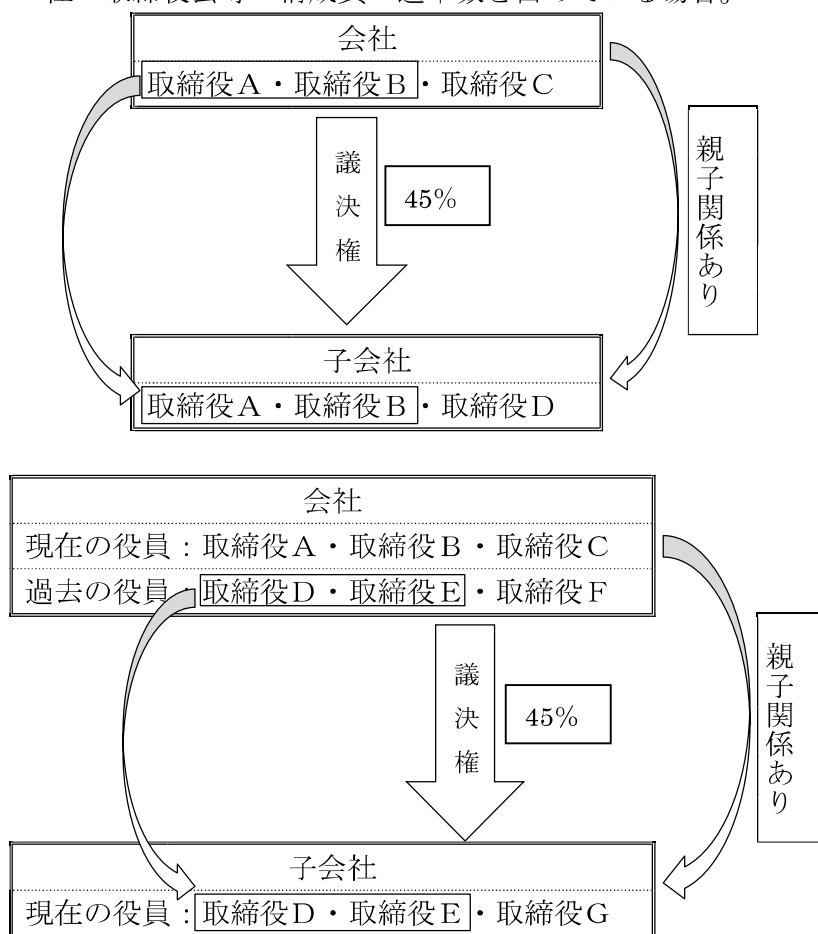 会社
取締役A・取締役B・取締役C
議決権
45%
親子関係あり
子会社
取締役A・取締役B・取締役D
会社
現在の役員：取締役A・取締役B・取締役C
過去の役員：取締役D・取締役E・取締役F
議決権
45%
親子関係あり
子会社
現在の役員：取締役D・取締役E・取締役G